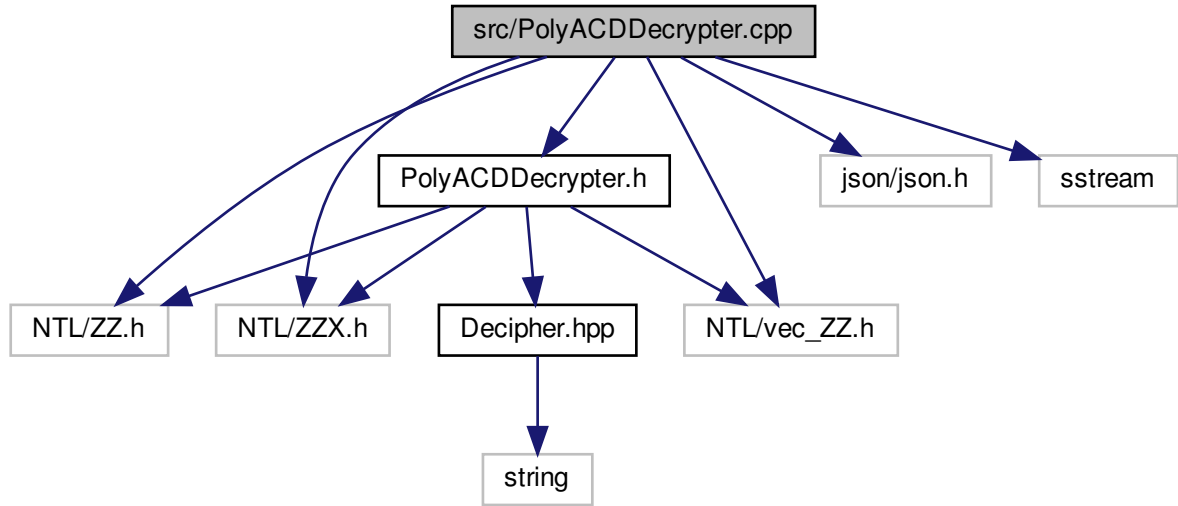 src/PolyACDDecrypter.cpp
PolyACDDecrypter.h
json/json.h
sstream
NTL/ZZ.h
NTL/ZZX.h
Decipher.hpp
NTL/vec_ZZ.h
string